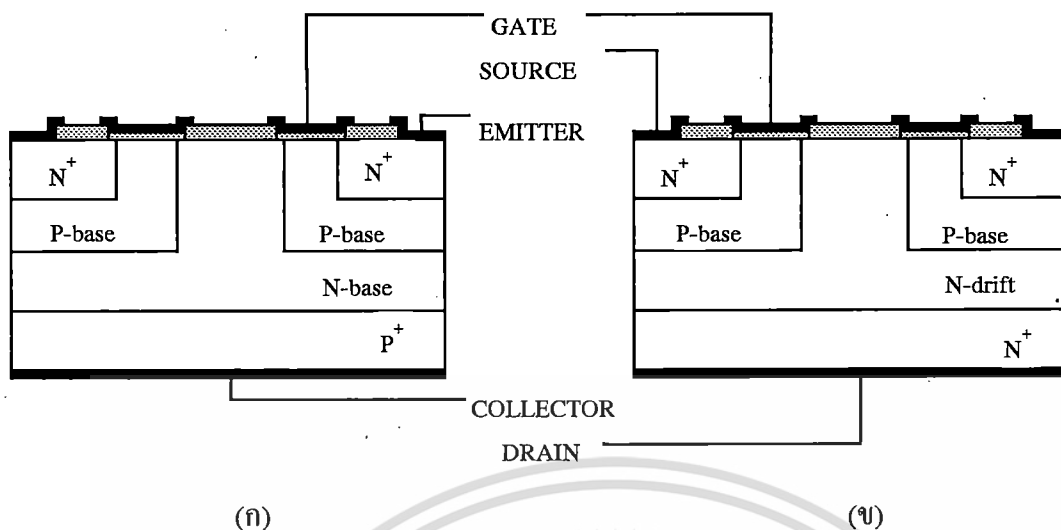 GATE
SOURCE
EMITTER
N+ N+ N+ N+
P-base P-base P-base P-base
N-base N-drift
P+ N+
COLLECTOR
DRAIN
(ก) (ข)